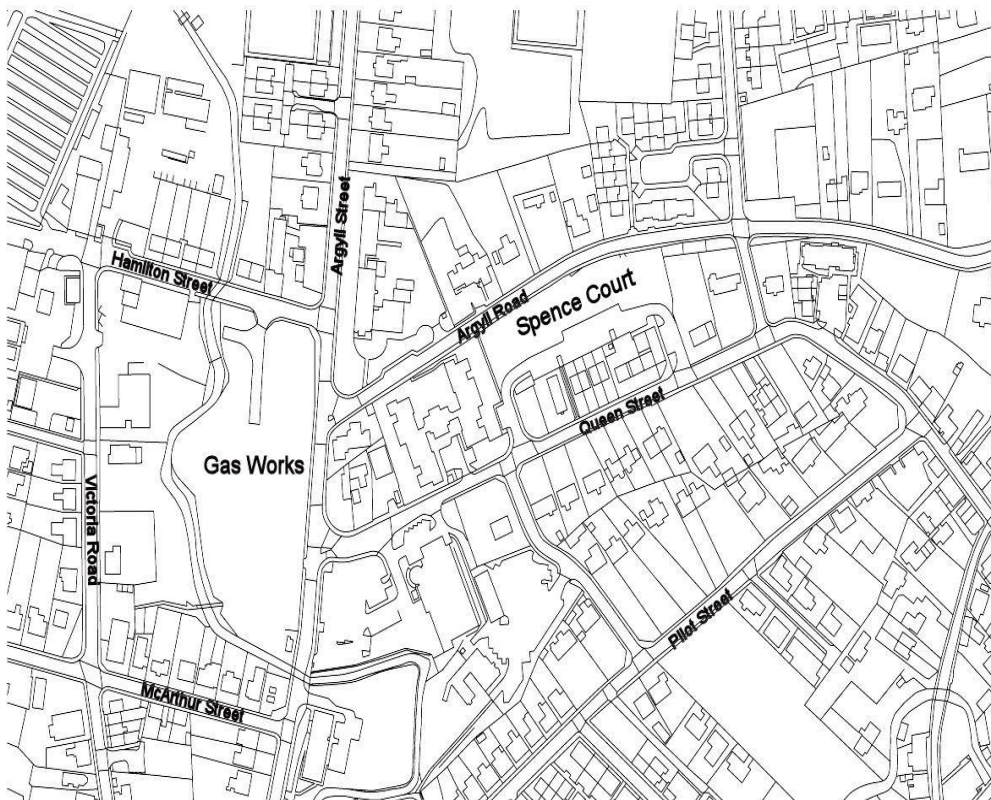 Argyll Street
Hamilton Street
Argyll Road
Spence Court
Queen Street
Gas Works
Victoria Road
Pilot Street
McArthur Street